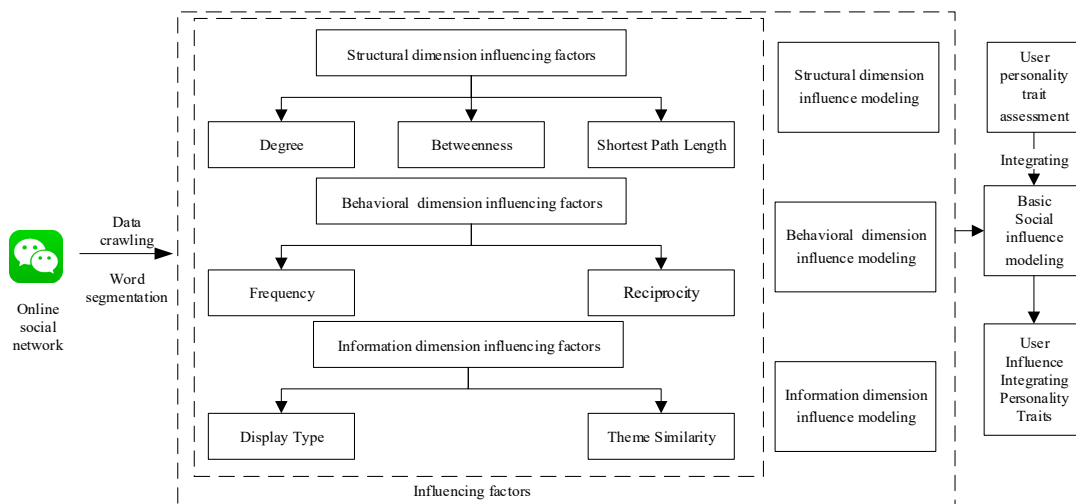 Online
social
network
Data
crawling
Word
segmentation
Structural dimension influencing factors
Degree
Betweenness
Shortest Path Length
Behavioral dimension influencing factors
Frequency
Reciprocity
Information dimension influencing factors
Display Type
Theme Similarity
Influencing factors
Structural dimension
influence modeling
Behavioral dimension
influence modeling
Information dimension
influence modeling
User
personality
trait
assessment
Integrating
Basic
Social
influence
modeling
User
Influence
Integrating
Personality
Traits